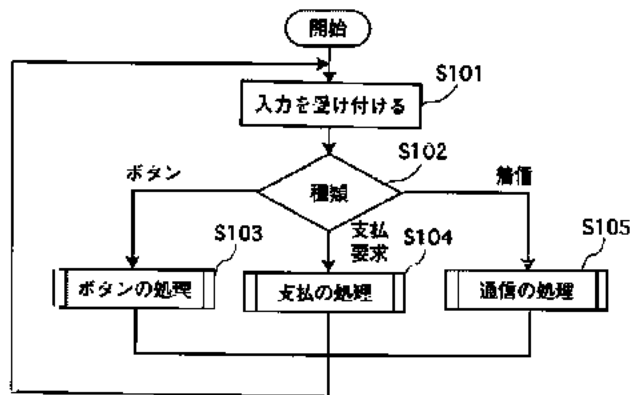 開始
S101
入力を受け付ける
S102
種類
ボタン
着信
支払
要求
S103
ボタンの処理
S104
支払の処理
S105
通信の処理